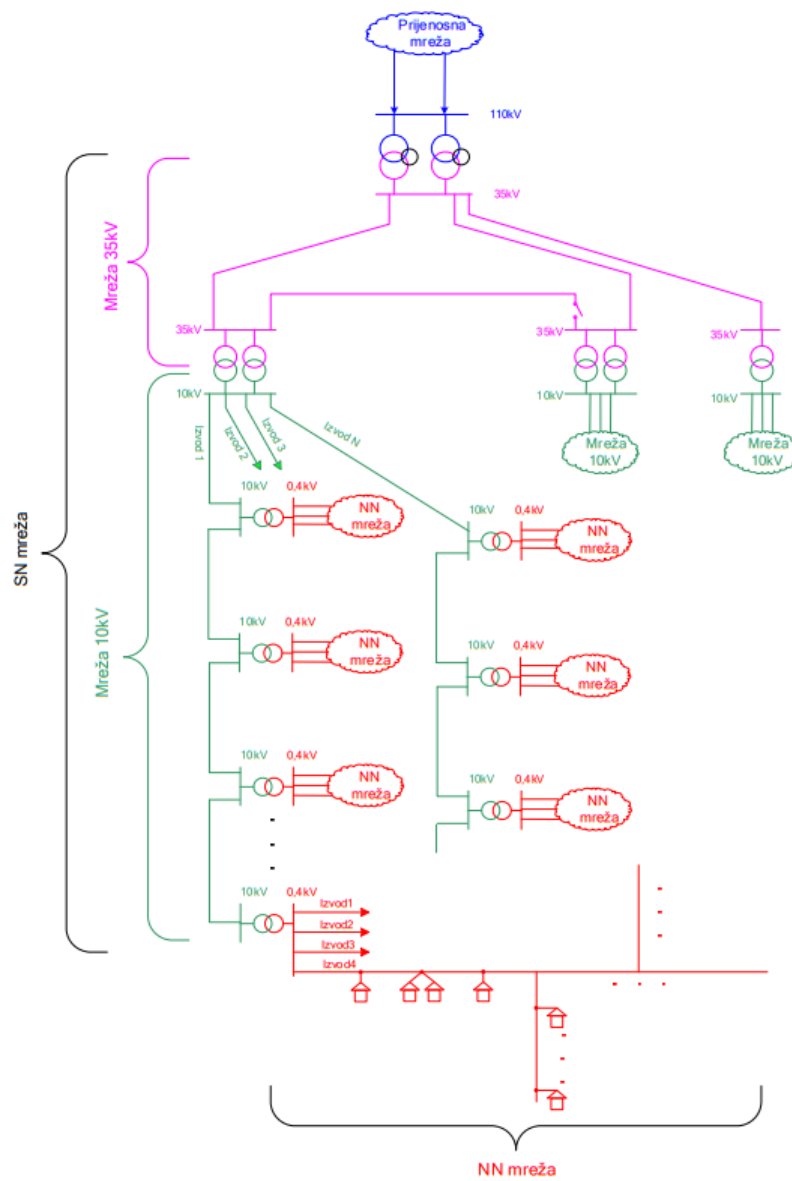 Prijenosna
mreža
110kV
35kV
Mreža 35kV
35kV
35kV
35kV
10kV
10kV
10kV
Izvod 1
Izvod 2
Izvod 3
Izvod N
Mreža
10kV
Mreža
10kV
SN mreža
Mreža 10kV
10kV
0,4kV
NN
mreža
10kV
0,4kV
NN
mreža
10kV
0,4kV
NN
mreža
10kV
0,4kV
NN
mreža
10kV
0,4kV
NN
mreža
10kV
0,4kV
NN
mreža
10kV
0,4kV
Izvod1
Izvod2
Izvod3
Izvod4
NN mreža